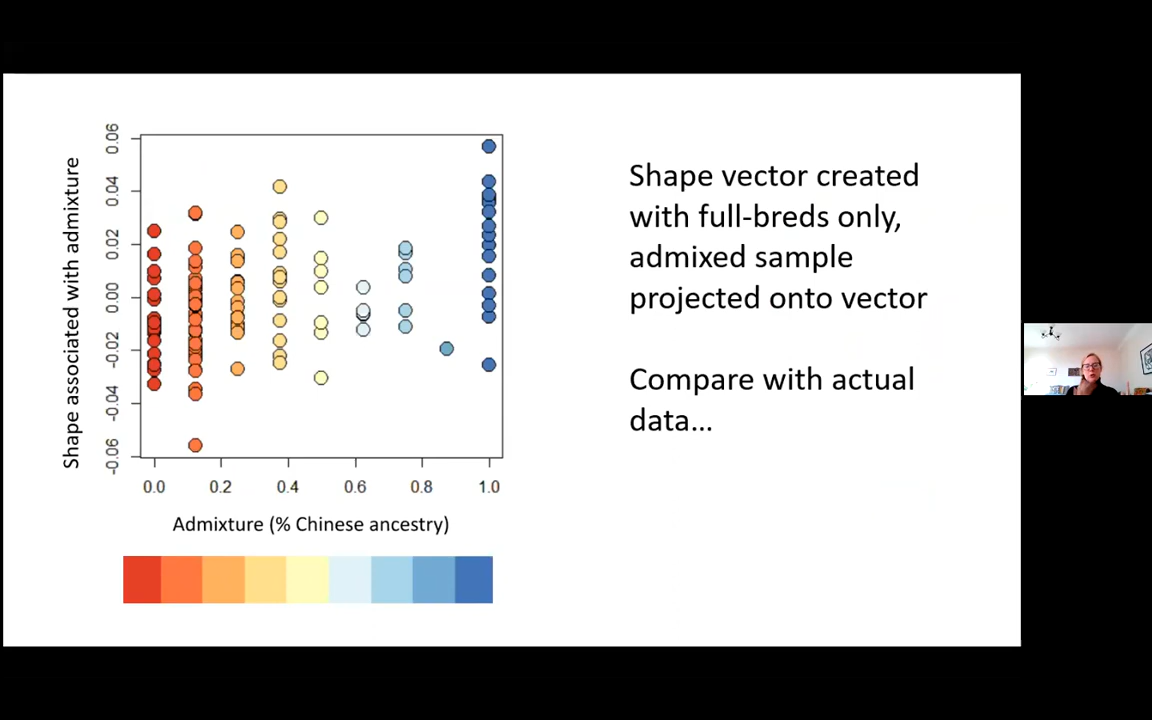 Shape associated with admixture
0.06
0.04
0.02
0.00
-0.02
-0.04
-0.06
0.0 0.2 0.4 0.6 0.8 1.0
Admixture (% Chinese ancestry)
Shape vector created
with full-breds only,
admixed sample
projected onto vector
Compare with actual
data...